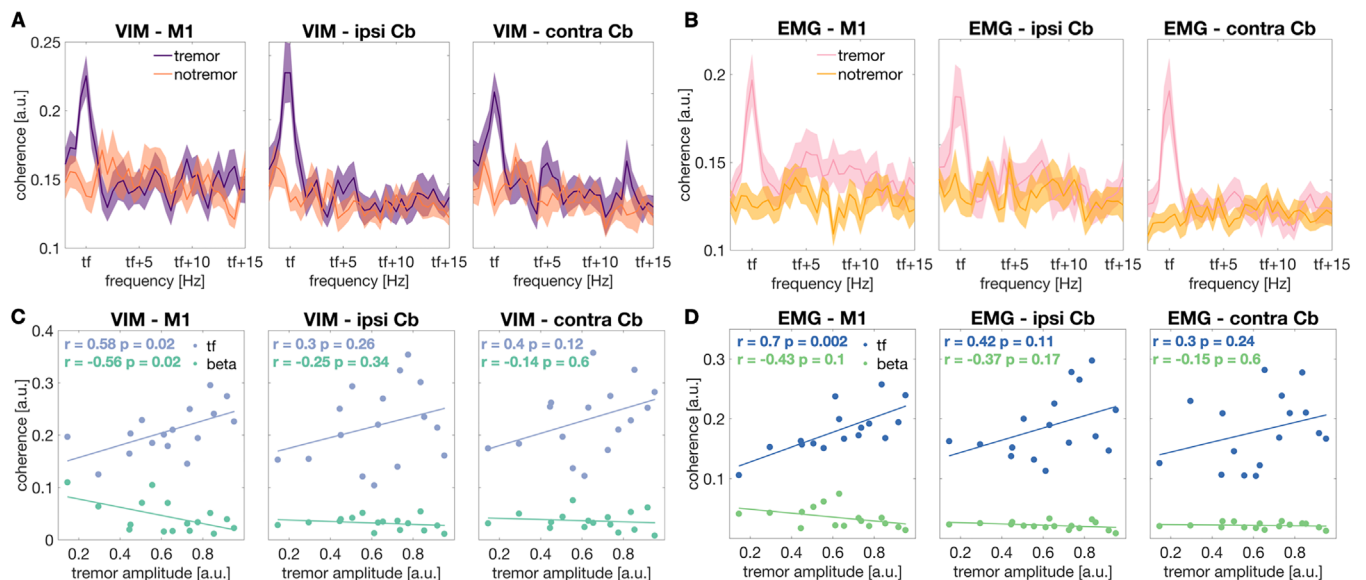 A
VIM - M1
VIM - ipsi Cb
VIM - contra Cb
0.25
0.2
0.15
0.1
coherence [a.u.]
tremor
notremor
tremor
notremor
tf tf+5 tf+10 tf+15
tf tf+5 tf+10 tf+15
tf tf+5 tf+10 tf+15
frequency [Hz]
frequency [Hz]
frequency [Hz]
B
EMG - M1
EMG - ipsi Cb
EMG - contra Cb
0.2
0.15
0.1
coherence [a.u.]
tremor
notremor
tf tf+5 tf+10 tf+15
tf tf+5 tf+10 tf+15
tf tf+5 tf+10 tf+15
frequency [Hz]
frequency [Hz]
frequency [Hz]
C
VIM - M1
VIM - ipsi Cb
VIM - contra Cb
0.4
0.3
0.2
0.1
0
coherence [a.u.]
r = 0.58 p = 0.02
r = -0.56 p = 0.02
tf
beta
r = 0.3 p = 0.26
r = -0.25 p = 0.34
r = 0.4 p = 0.12
r = -0.14 p = 0.6
0.2 0.4 0.6 0.8
0.2 0.4 0.6 0.8
0.2 0.4 0.6 0.8
tremor amplitude [a.u.]
tremor amplitude [a.u.]
tremor amplitude [a.u.]
D
EMG - M1
EMG - ipsi Cb
EMG - contra Cb
0.3
0.2
0.1
0
coherence [a.u.]
r = 0.7 p = 0.002
r = -0.43 p = 0.1
tf
beta
r = 0.42 p = 0.11
r = -0.37 p = 0.17
r = 0.3 p = 0.24
r = -0.15 p = 0.6
0.2 0.4 0.6 0.8
0.2 0.4 0.6 0.8
0.2 0.4 0.6 0.8
tremor amplitude [a.u.]
tremor amplitude [a.u.]
tremor amplitude [a.u.]